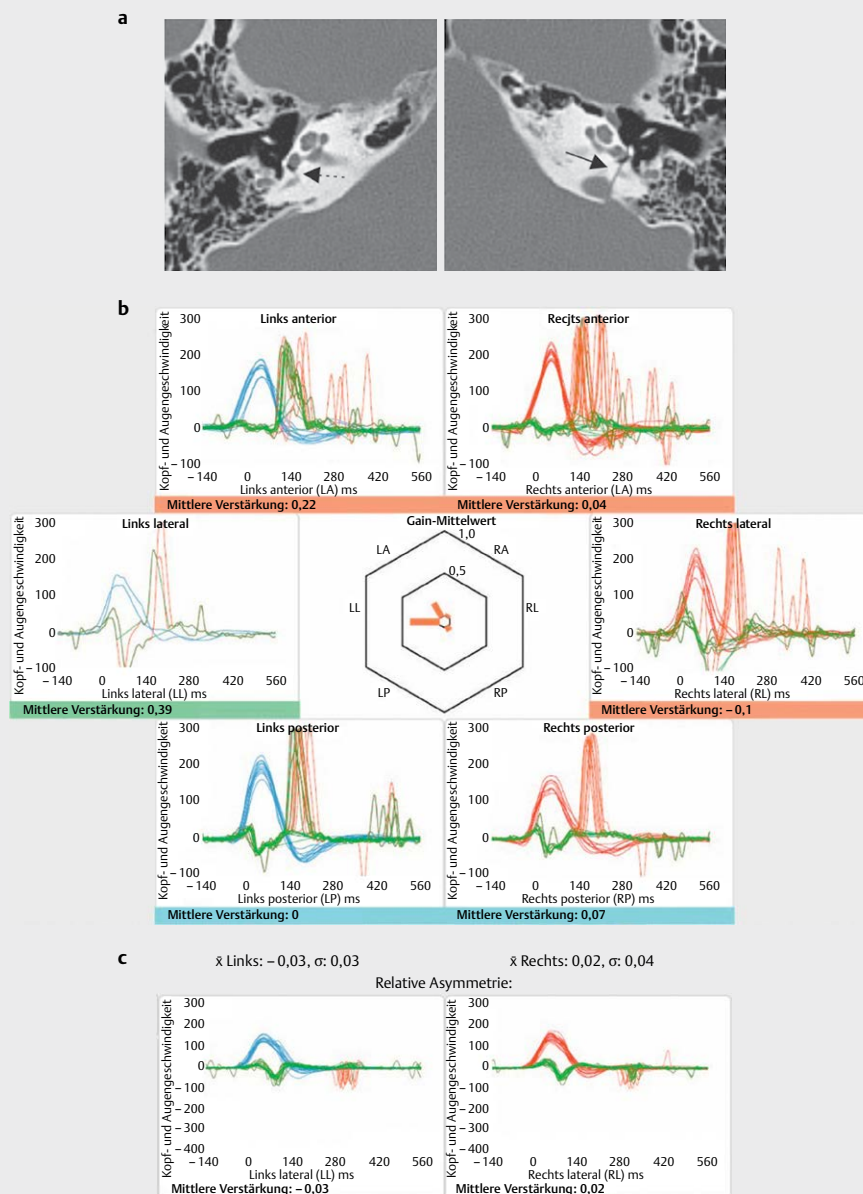 a
b
Links anterior
Kopf- und Augengeschwindigkeit
300
200
100
0
– 100
– 140 0 140 280 420 560
Links anterior (LA) ms
Mittlere Verstärkung: 0,22
Recjts anterior
Kopf- und Augengeschwindigkeit
300
200
100
0
– 100
– 140 0 140 280 420 560
Rechts anterior (LA) ms
Mittlere Verstärkung: 0,04
Links lateral
Kopf- und Augengeschwindigkeit
300
200
100
0
– 100
– 140 0 140 280 420 560
Links lateral (LL) ms
Mittlere Verstärkung: 0,39
Gain-Mittelwert
1,0
LA RA
0,5
LL RL
LP RP
Rechts lateral
Kopf- und Augengeschwindigkeit
300
200
100
0
– 100
– 140 0 140 280 420 560
Rechts lateral (RL) ms
Mittlere Verstärkung: – 0,1
Links posterior
Kopf- und Augengeschwindigkeit
300
200
100
0
– 100
– 140 0 140 280 420 560
Links posterior (LP) ms
Mittlere Verstärkung: 0
Rechts posterior
Kopf- und Augengeschwindigkeit
300
200
100
0
– 100
– 140 0 140 280 420 560
Rechts posterior (RP) ms
Mittlere Verstärkung: 0,07
c
x̄ Links: – 0,03, σ: 0,03 x̄ Rechts: 0,02, σ: 0,04
Relative Asymmetrie:
Kopf- und Augengeschwindigkeit
300
200
100
0
– 100
– 200
– 300
– 400
– 140 0 140 280 420 560
Links lateral (LL) ms
Mittlere Verstärkung: – 0,03
Kopf- und Augengeschwindigkeit
300
200
100
0
– 100
– 200
– 300
– 400
– 140 0 140 280 420 560
Rechts lateral (RL) ms
Mittlere Verstärkung: 0,02